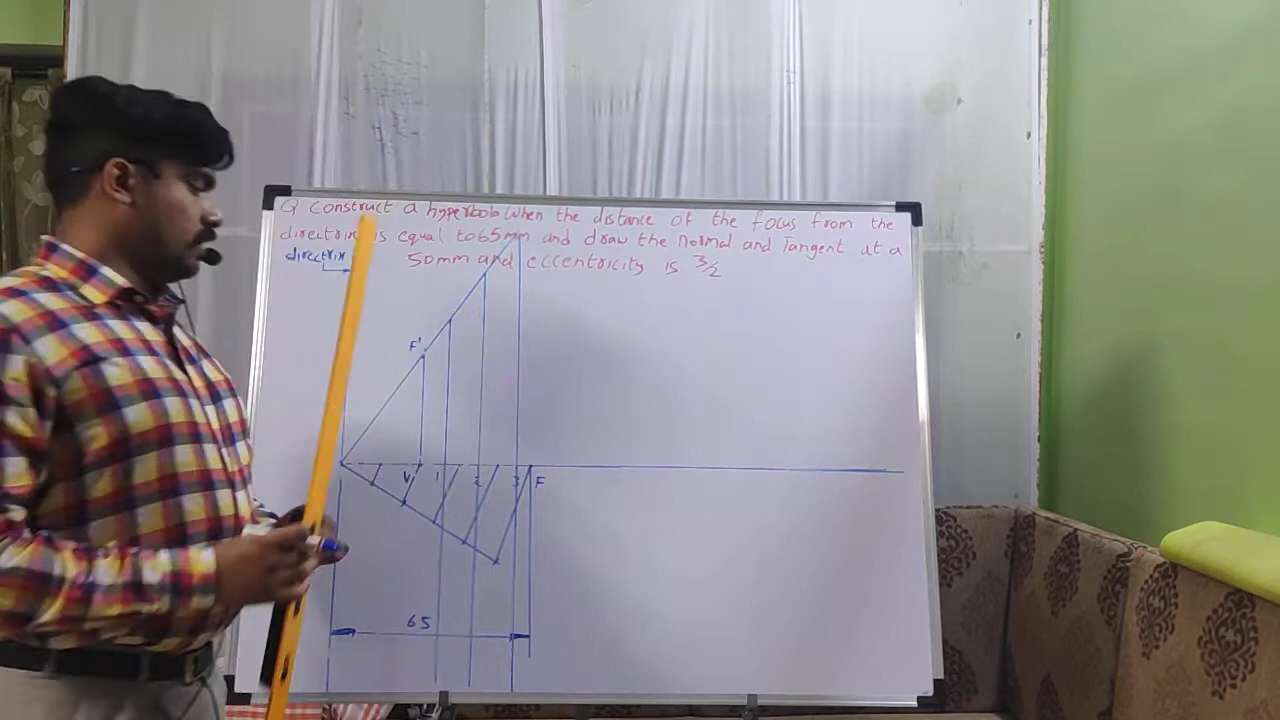 Q Construct a hyperbola when the distance of the focus from the
directrix is equal to 65mm and draw the Normal and Tangent at a
50mm and eccentricity is 3/2
directrix
F'
V 1 2 3 F
65